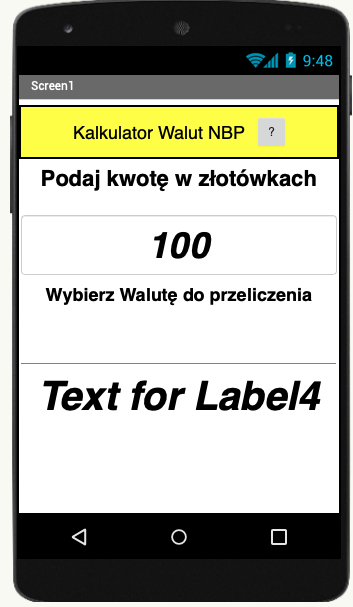 9:48
Screen1
Kalkulator Walut NBP ?
Podaj kwotę w złotówkach
100
Wybierz Walutę do przeliczenia
Text for Label4